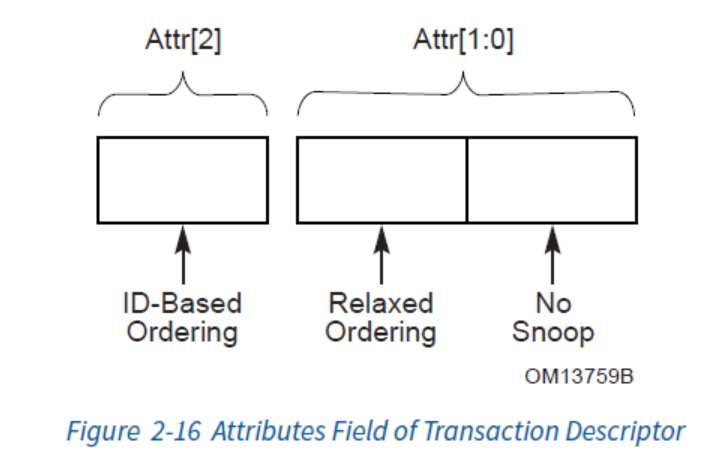 Attr[2] Attr[1:0]
ID-Based
Ordering
Relaxed
Ordering
No
Snoop
OM13759B
Figure 2-16 Attributes Field of Transaction Descriptor